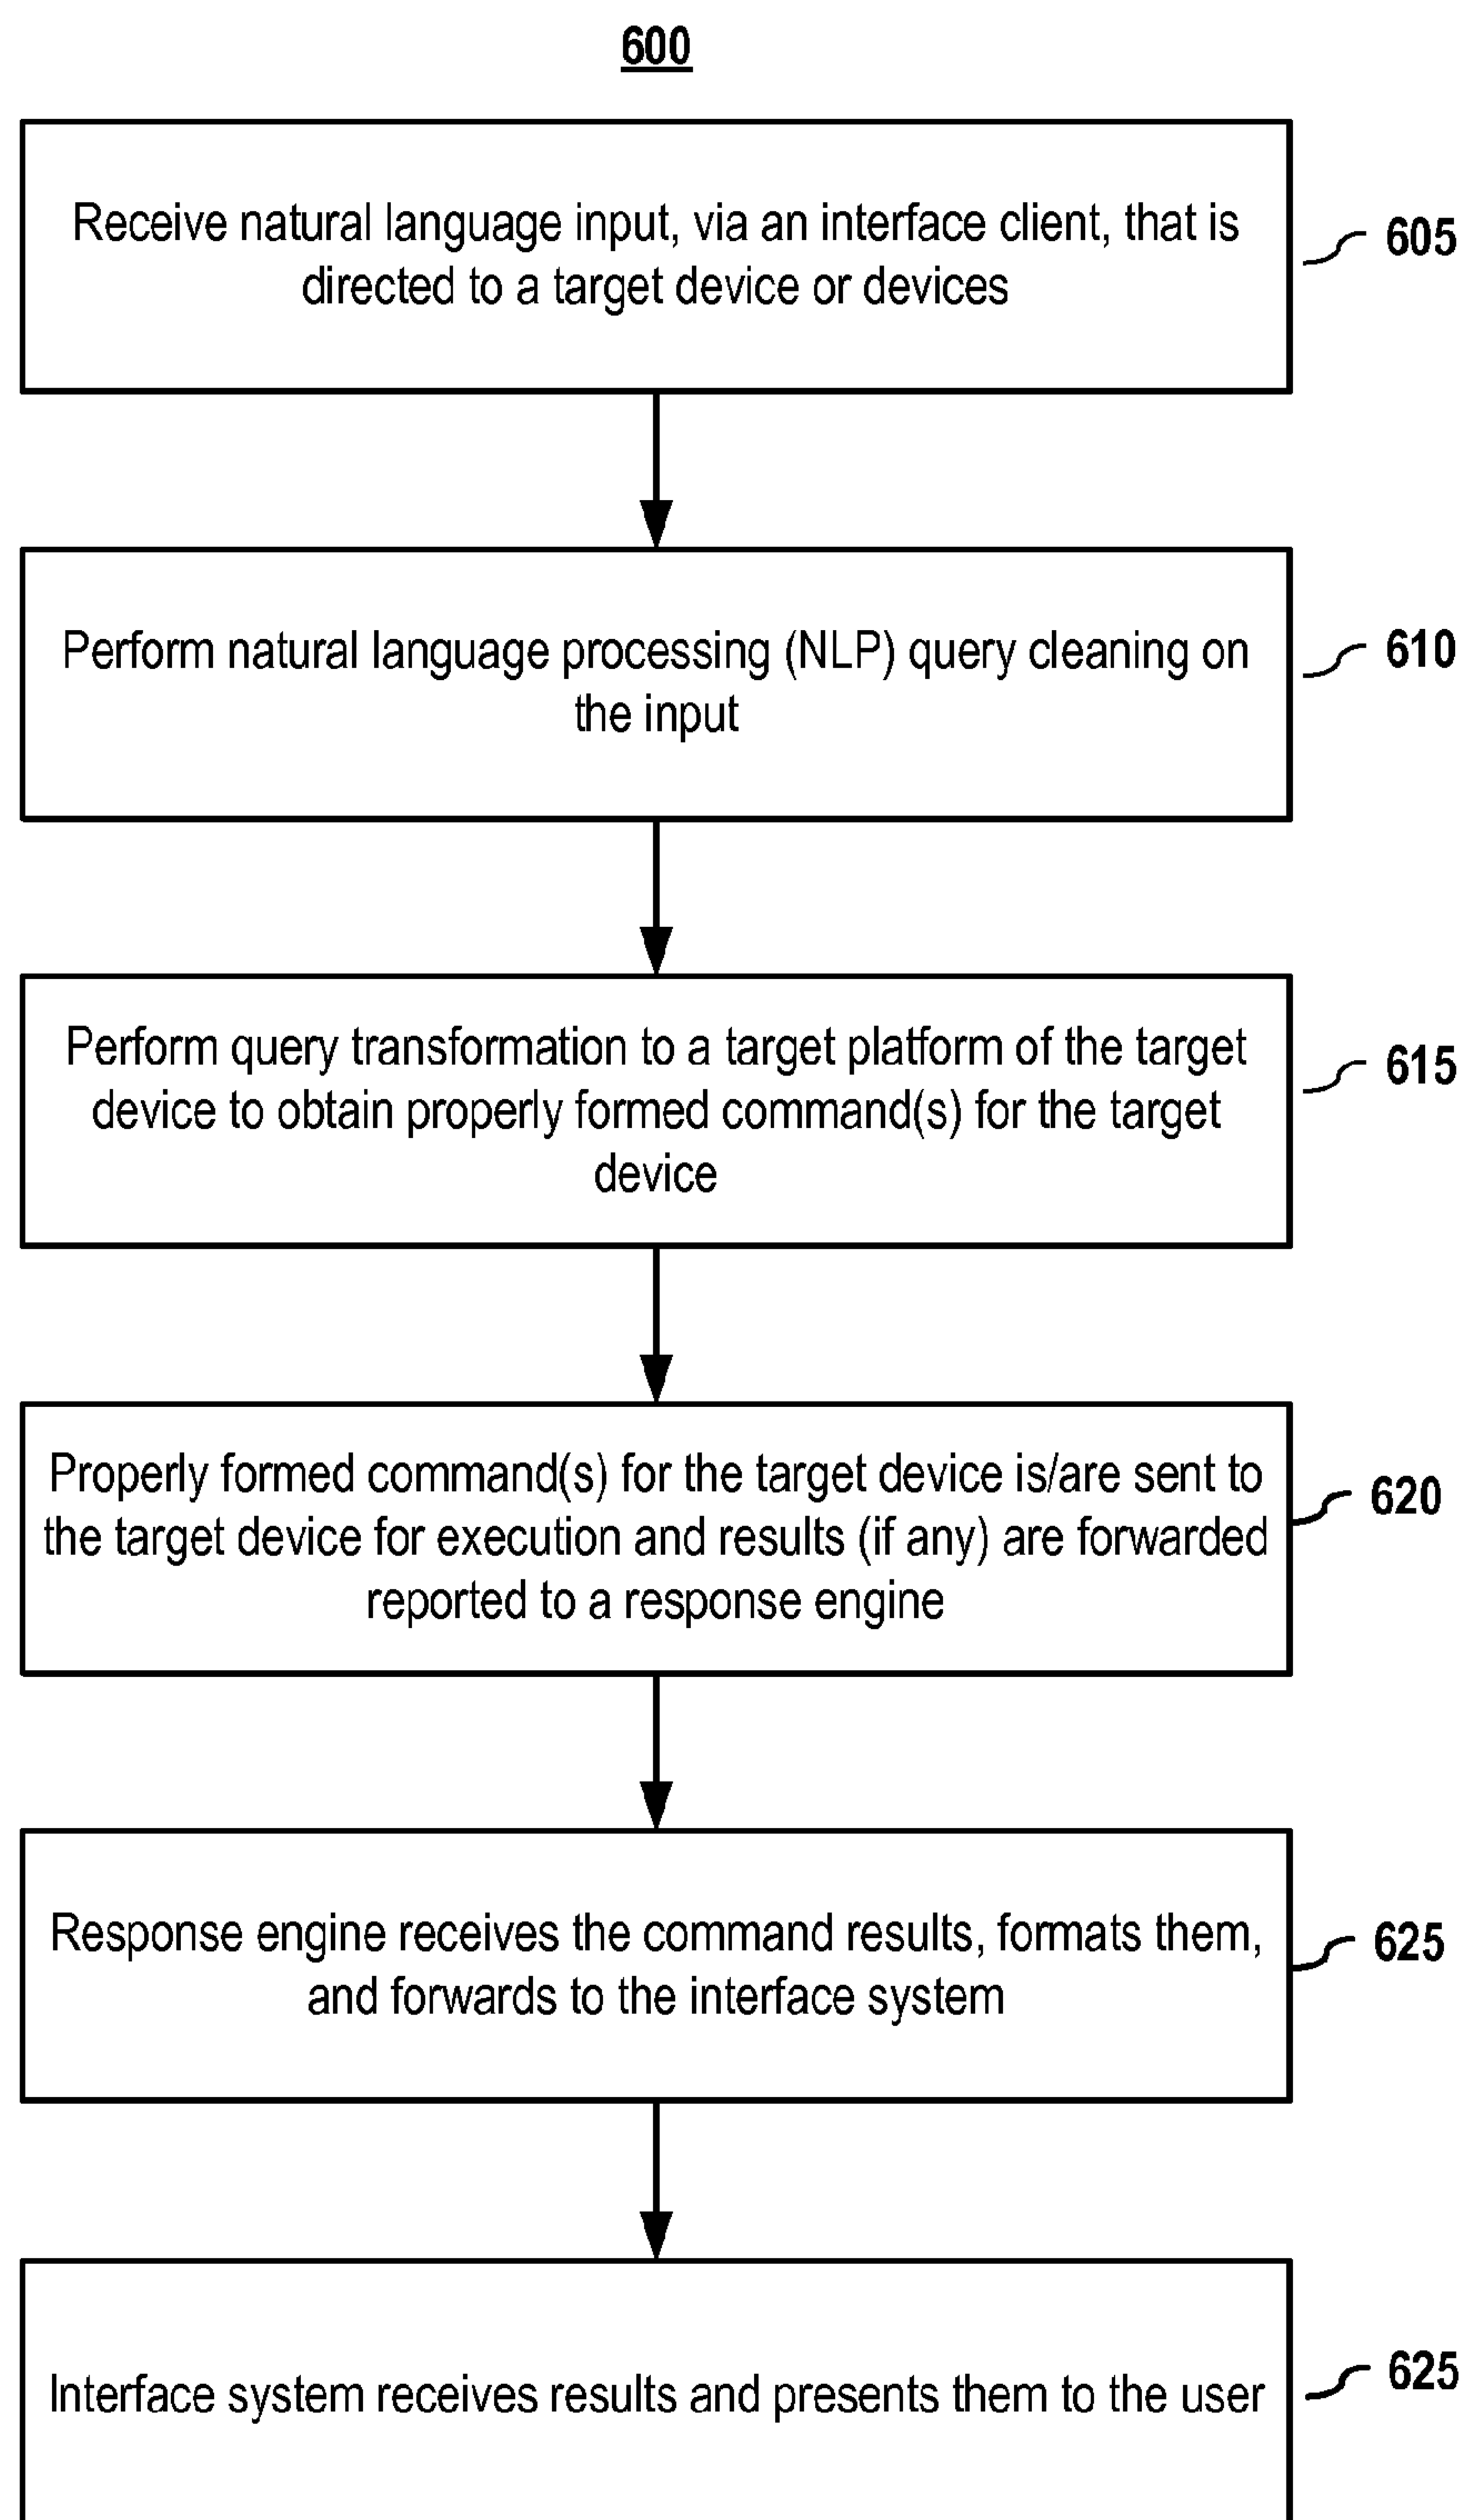 600
Receive natural language input, via an interface client, that is
directed to a target device or devices
605
Perform natural language processing (NLP) query cleaning on
the input
610
Perform query transformation to a target platform of the target
device to obtain properly formed command(s) for the target
device
615
Properly formed command(s) for the target device is/are sent to
the target device for execution and results (if any) are forwarded
reported to a response engine
620
Response engine receives the command results, formats them,
and forwards to the interface system
625
Interface system receives results and presents them to the user
625